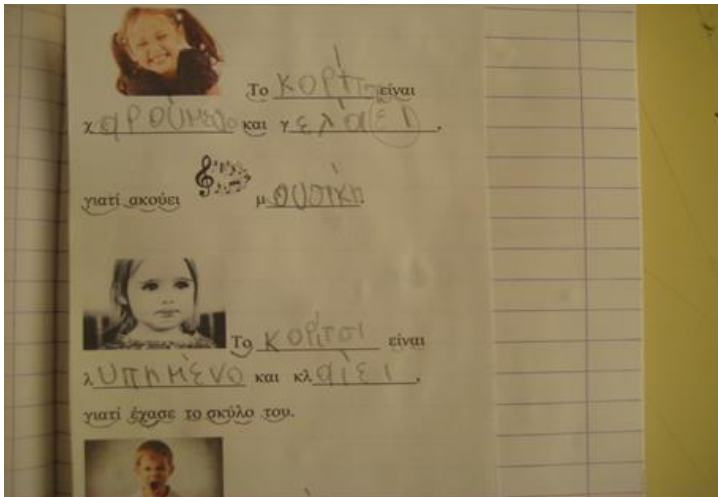 Το κορίτσι είναι
χαρούμενο και γελάει,
γιατί ακούει μουσική.
Το κορίτσι είναι
λυπημένο και κλαίει,
γιατί έχασε το σκύλο του.